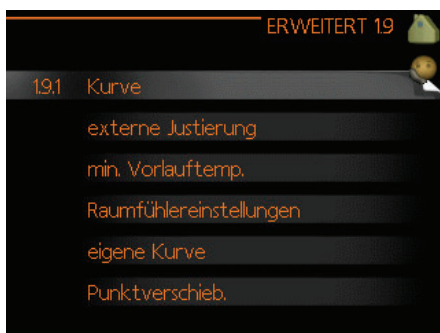 ERWEITERT 1.9
1.9.1 Kurve
externe Justierung
min. Vorlauftemp.
Raumfühlereinstellungen
eigene Kurve
Punktverschieb.